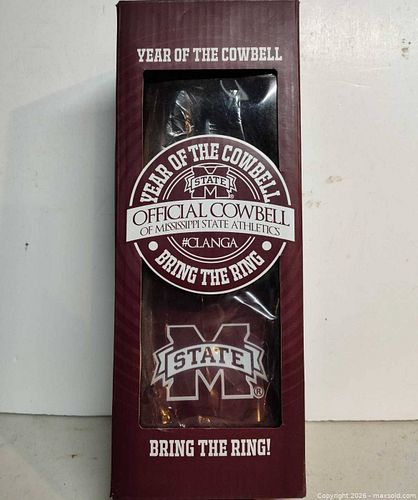 YEAR OF THE COWBELL
YEAR OF THE COWBELL
STATE
M
®
OFFICIAL COWBELL
OF MISSISSIPPI STATE ATHLETICS
#CLANGA
• BRING THE RING •
M
STATE
®
BRING THE RING!
Copyright 2026 - maxsold.com